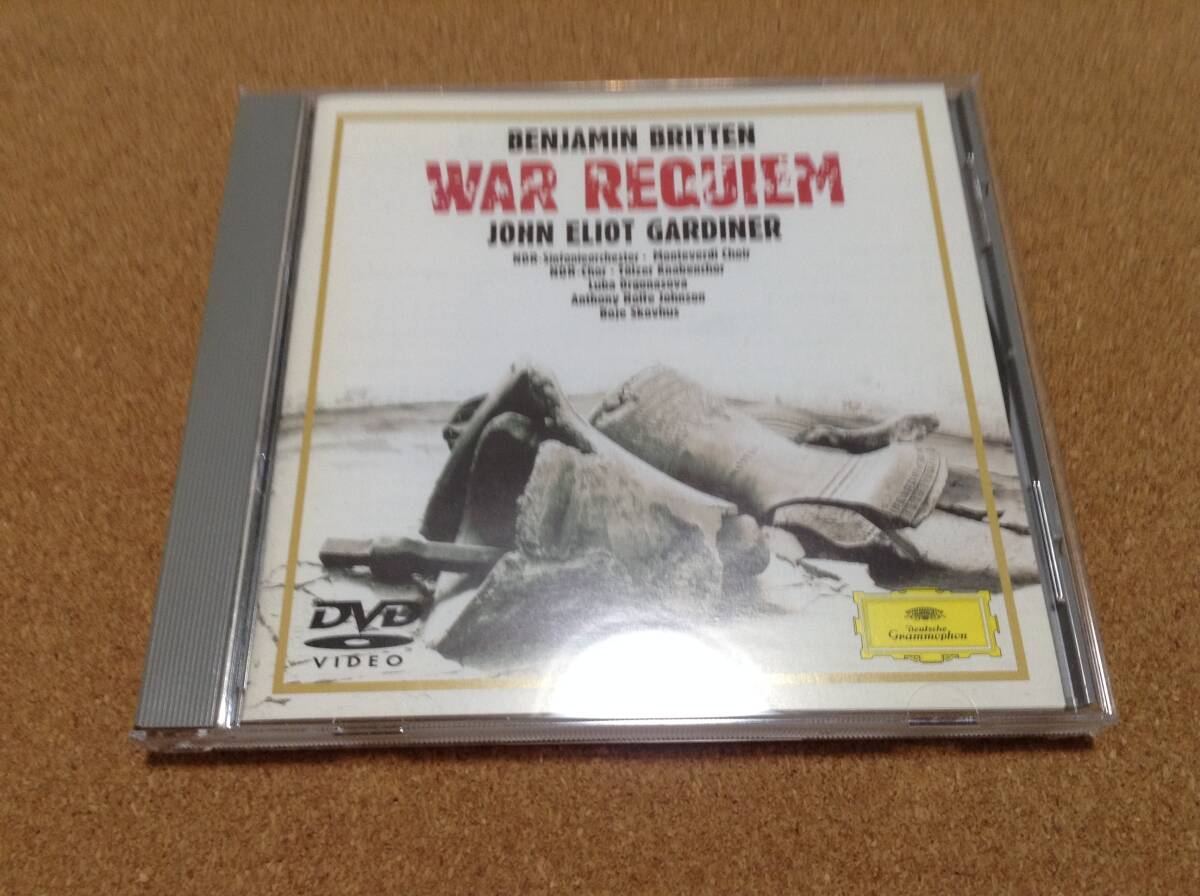 BENJAMIN BRITTEN
WAR REQUIEM
JOHN ELIOT GARDINER
NDR-Sinfonieorchester · Monteverdi Choir
NDR-Chor · Tölzer Knabenchor
Luba Orgonasova
Anthony Rolfe Johnson
Boje Skovhus
DVD
VIDEO
Deutsche
Grammophon